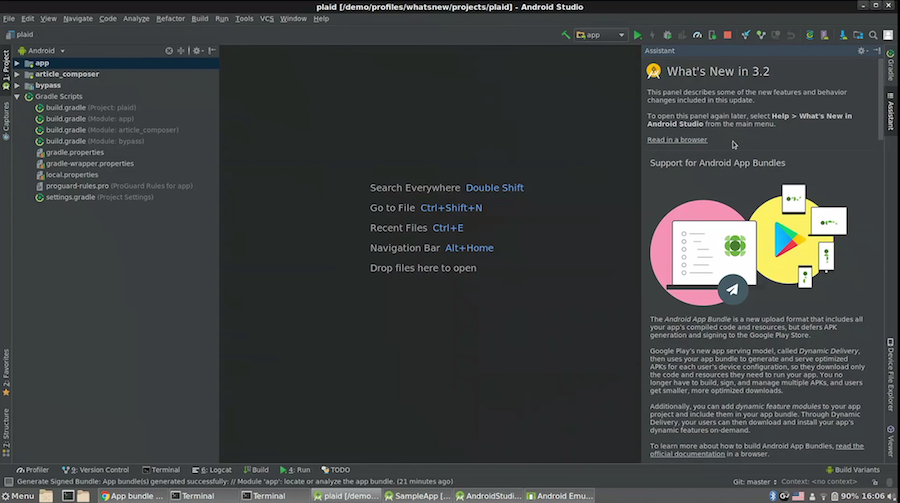 plaid [/demo/profiles/whatsnew/projects/plaid] - Android Studio
File Edit View Navigate Code Analyze Refactor Build Run Tools VCS Window Help
plaid
app
Android
1: Project
Captures
2: Favorites
Z: Structure
app
article_composer
bypass
Gradle Scripts
build.gradle (Project: plaid)
build.gradle (Module: app)
build.gradle (Module: article_composer)
build.gradle (Module: bypass)
gradle.properties
gradle-wrapper.properties
local.properties
proguard-rules.pro (ProGuard Rules for app)
settings.gradle (Project Settings)
Search Everywhere Double Shift
Go to File Ctrl+Shift+N
Recent Files Ctrl+E
Navigation Bar Alt+Home
Drop files here to open
Assistant
What's New in 3.2
This panel describes some of the new features and behavior
changes included in this update.
To open this panel again later, select Help > What's New in
Android Studio from the main menu.
Read in a browser
Support for Android App Bundles
The Android App Bundle is a new upload format that includes all
your app's compiled code and resources, but defers APK
generation and signing to the Google Play Store.
Google Play's new app serving model, called Dynamic Delivery,
then uses your app bundle to generate and serve optimized
APKs for each user's device configuration, so they download only
the code and resources they need to run your app. You no
longer have to build, sign, and manage multiple APKs, and users
get smaller, more optimized downloads.
Additionally, you can add dynamic feature modules to your app
project and include them in your app bundle. Through Dynamic
Delivery, your users can then download and install your app's
dynamic features on-demand.
To learn more about how to build Android App Bundles, read the
official documentation in a browser.
Gradle
Assistant
Device File Explorer
Viewer
Profiler 9: Version Control Terminal 6: Logcat Build 4: Run TODO Build Variants
Generate Signed Bundle: App bundle(s) generated successfully: // Module 'app': locate or analyze the app bundle. (21 minutes ago) Git: master Context: <no context>
Menu App bundle ... Terminal Terminal plaid [/demo... SampleApp [... AndroidStudi... Android Emu... 90% 16:06